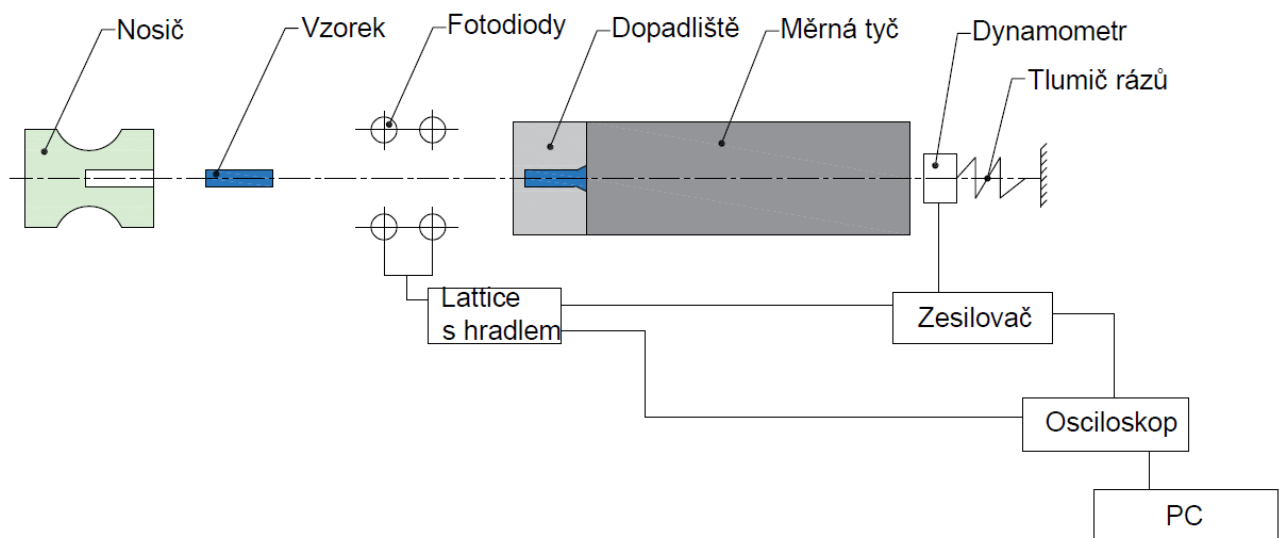 Nosič
Vzorek
Fotodiody
Dopadliště
Měrná tyč
Dynamometr
Tlumič rázů
Lattice
s hradlem
Zesilovač
Osciloskop
PC